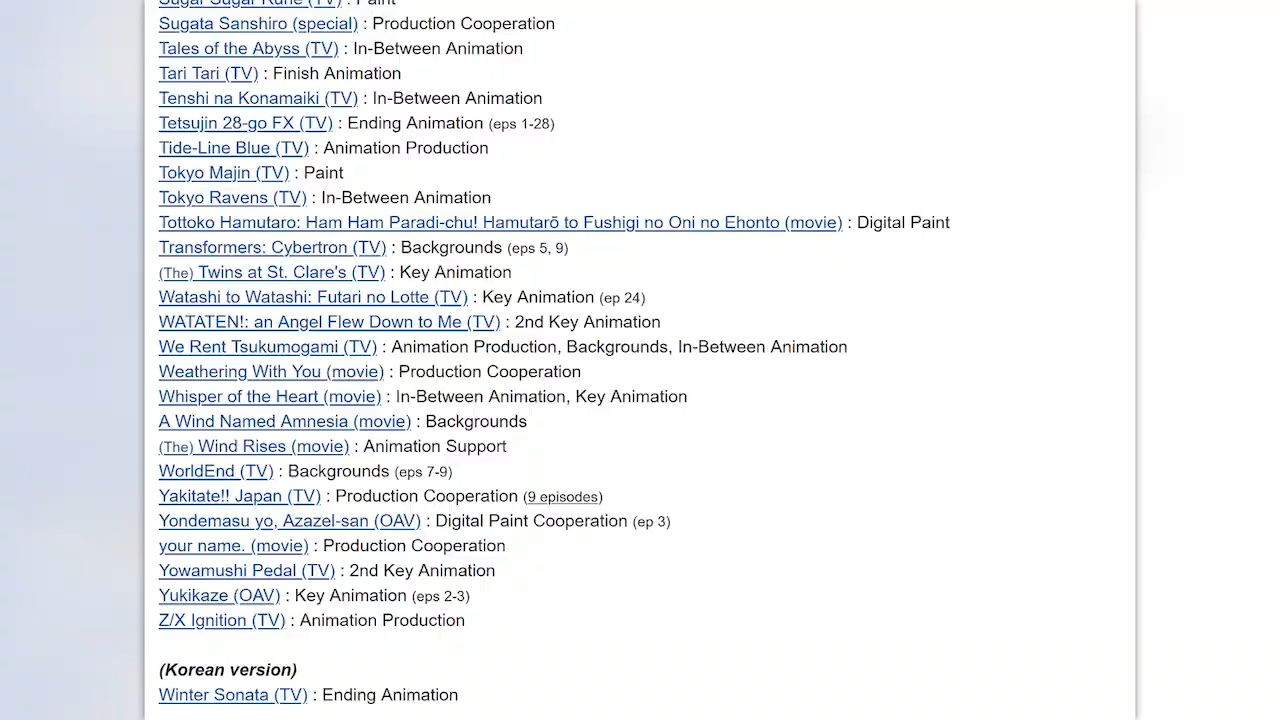 Sugar Sugar Rune (TV) : Paint
Sugata Sanshiro (special) : Production Cooperation
Tales of the Abyss (TV) : In-Between Animation
Tari Tari (TV) : Finish Animation
Tenshi na Konamaiki (TV) : In-Between Animation
Tetsujin 28-go FX (TV) : Ending Animation (eps 1-28)
Tide-Line Blue (TV) : Animation Production
Tokyo Majin (TV) : Paint
Tokyo Ravens (TV) : In-Between Animation
Tottoko Hamutaro: Ham Ham Paradi-chu! Hamutarō to Fushigi no Oni no Ehonto (movie) : Digital Paint
Transformers: Cybertron (TV) : Backgrounds (eps 5, 9)
(The) Twins at St. Clare's (TV) : Key Animation
Watashi to Watashi: Futari no Lotte (TV) : Key Animation (ep 24)
WATATEN!: an Angel Flew Down to Me (TV) : 2nd Key Animation
We Rent Tsukumogami (TV) : Animation Production, Backgrounds, In-Between Animation
Weathering With You (movie) : Production Cooperation
Whisper of the Heart (movie) : In-Between Animation, Key Animation
A Wind Named Amnesia (movie) : Backgrounds
(The) Wind Rises (movie) : Animation Support
WorldEnd (TV) : Backgrounds (eps 7-9)
Yakitate!! Japan (TV) : Production Cooperation (9 episodes)
Yondemasu yo, Azazel-san (OAV) : Digital Paint Cooperation (ep 3)
your name. (movie) : Production Cooperation
Yowamushi Pedal (TV) : 2nd Key Animation
Yukikaze (OAV) : Key Animation (eps 2-3)
Z/X Ignition (TV) : Animation Production
(Korean version)
Winter Sonata (TV) : Ending Animation